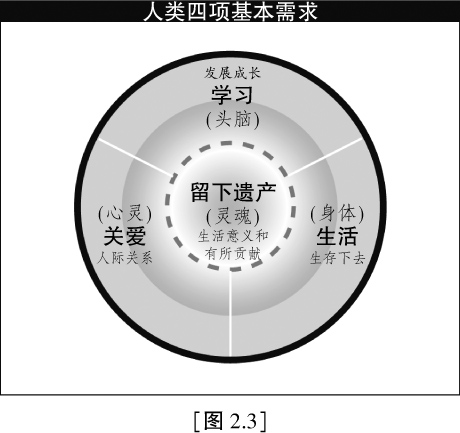 人类四项基本需求
发展成长
学习
(头脑)
(心灵)
关爱
人际关系
留下遗产
(灵魂)
生活意义和
有所贡献
(身体)
生活
生存下去
[图 2.3]